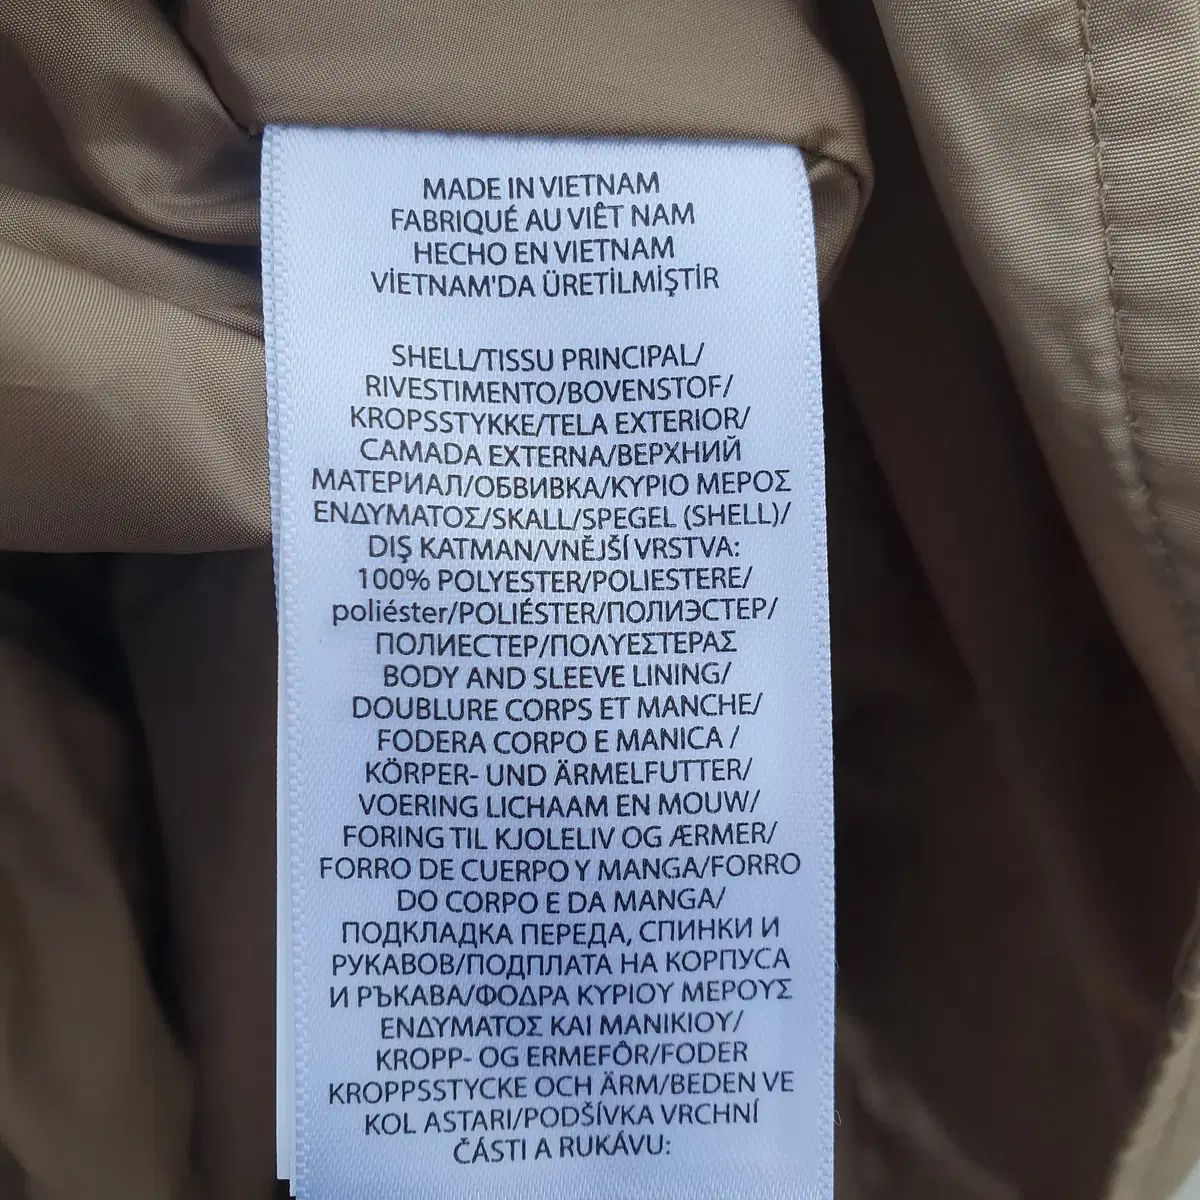 MADE IN VIETNAM
FABRIQUÉ AU VIÊT NAM
HECHO EN VIETNAM
VİETNAM'DA ÜRETİLMİŞTİR
SHELL/TISSU PRINCIPAL/
RIVESTIMENTO/BOVENSTOF/
KROPSSTYKKE/TELA EXTERIOR/
CAMADA EXTERNA/ВЕРХНИЙ
МАТЕРИАЛ/ОБВИВКА/ΚΥΡΙΟ ΜΕΡΟΣ
ΕΝΔΥΜΑΤΟΣ/SKALL/SPEGEL (SHELL)/
DIŞ KATMAN/VNĚJŠÍ VRSTVA:
100% POLYESTER/POLIESTERE/
poliéster/POLIÉSTER/ПОЛИЭСТЕР/
ПОЛИЕСТЕР/ΠΟΛΥΕΣΤΕΡΑΣ
BODY AND SLEEVE LINING/
DOUBLURE CORPS ET MANCHE/
FODERA CORPO E MANICA /
KÖRPER- UND ÄRMELFUTTER/
VOERING LICHAAM EN MOUW/
FORING TIL KJOLELIV OG ÆRMER/
FORRO DE CUERPO Y MANGA/FORRO
DO CORPO E DA MANGA/
ПОДКЛАДКА ПЕРЕДА, СПИНКИ И
РУКАВОВ/ПОДПЛАТА НА КОРПУСА
И РЪКАВА/ΦΟΔΡΑ ΚΥΡΙΟΥ ΜΕΡΟΥΣ
ΕΝΔΥΜΑΤΟΣ ΚΑΙ ΜΑΝΙΚΙΟΥ/
KROPP- OG ERMEFÔR/FODER
KROPPSSTYCKE OCH ÄRM/BEDEN VE
KOL ASTARI/PODŠÍVKA VRCHNÍ
ČÁSTI A RUKÁVU: